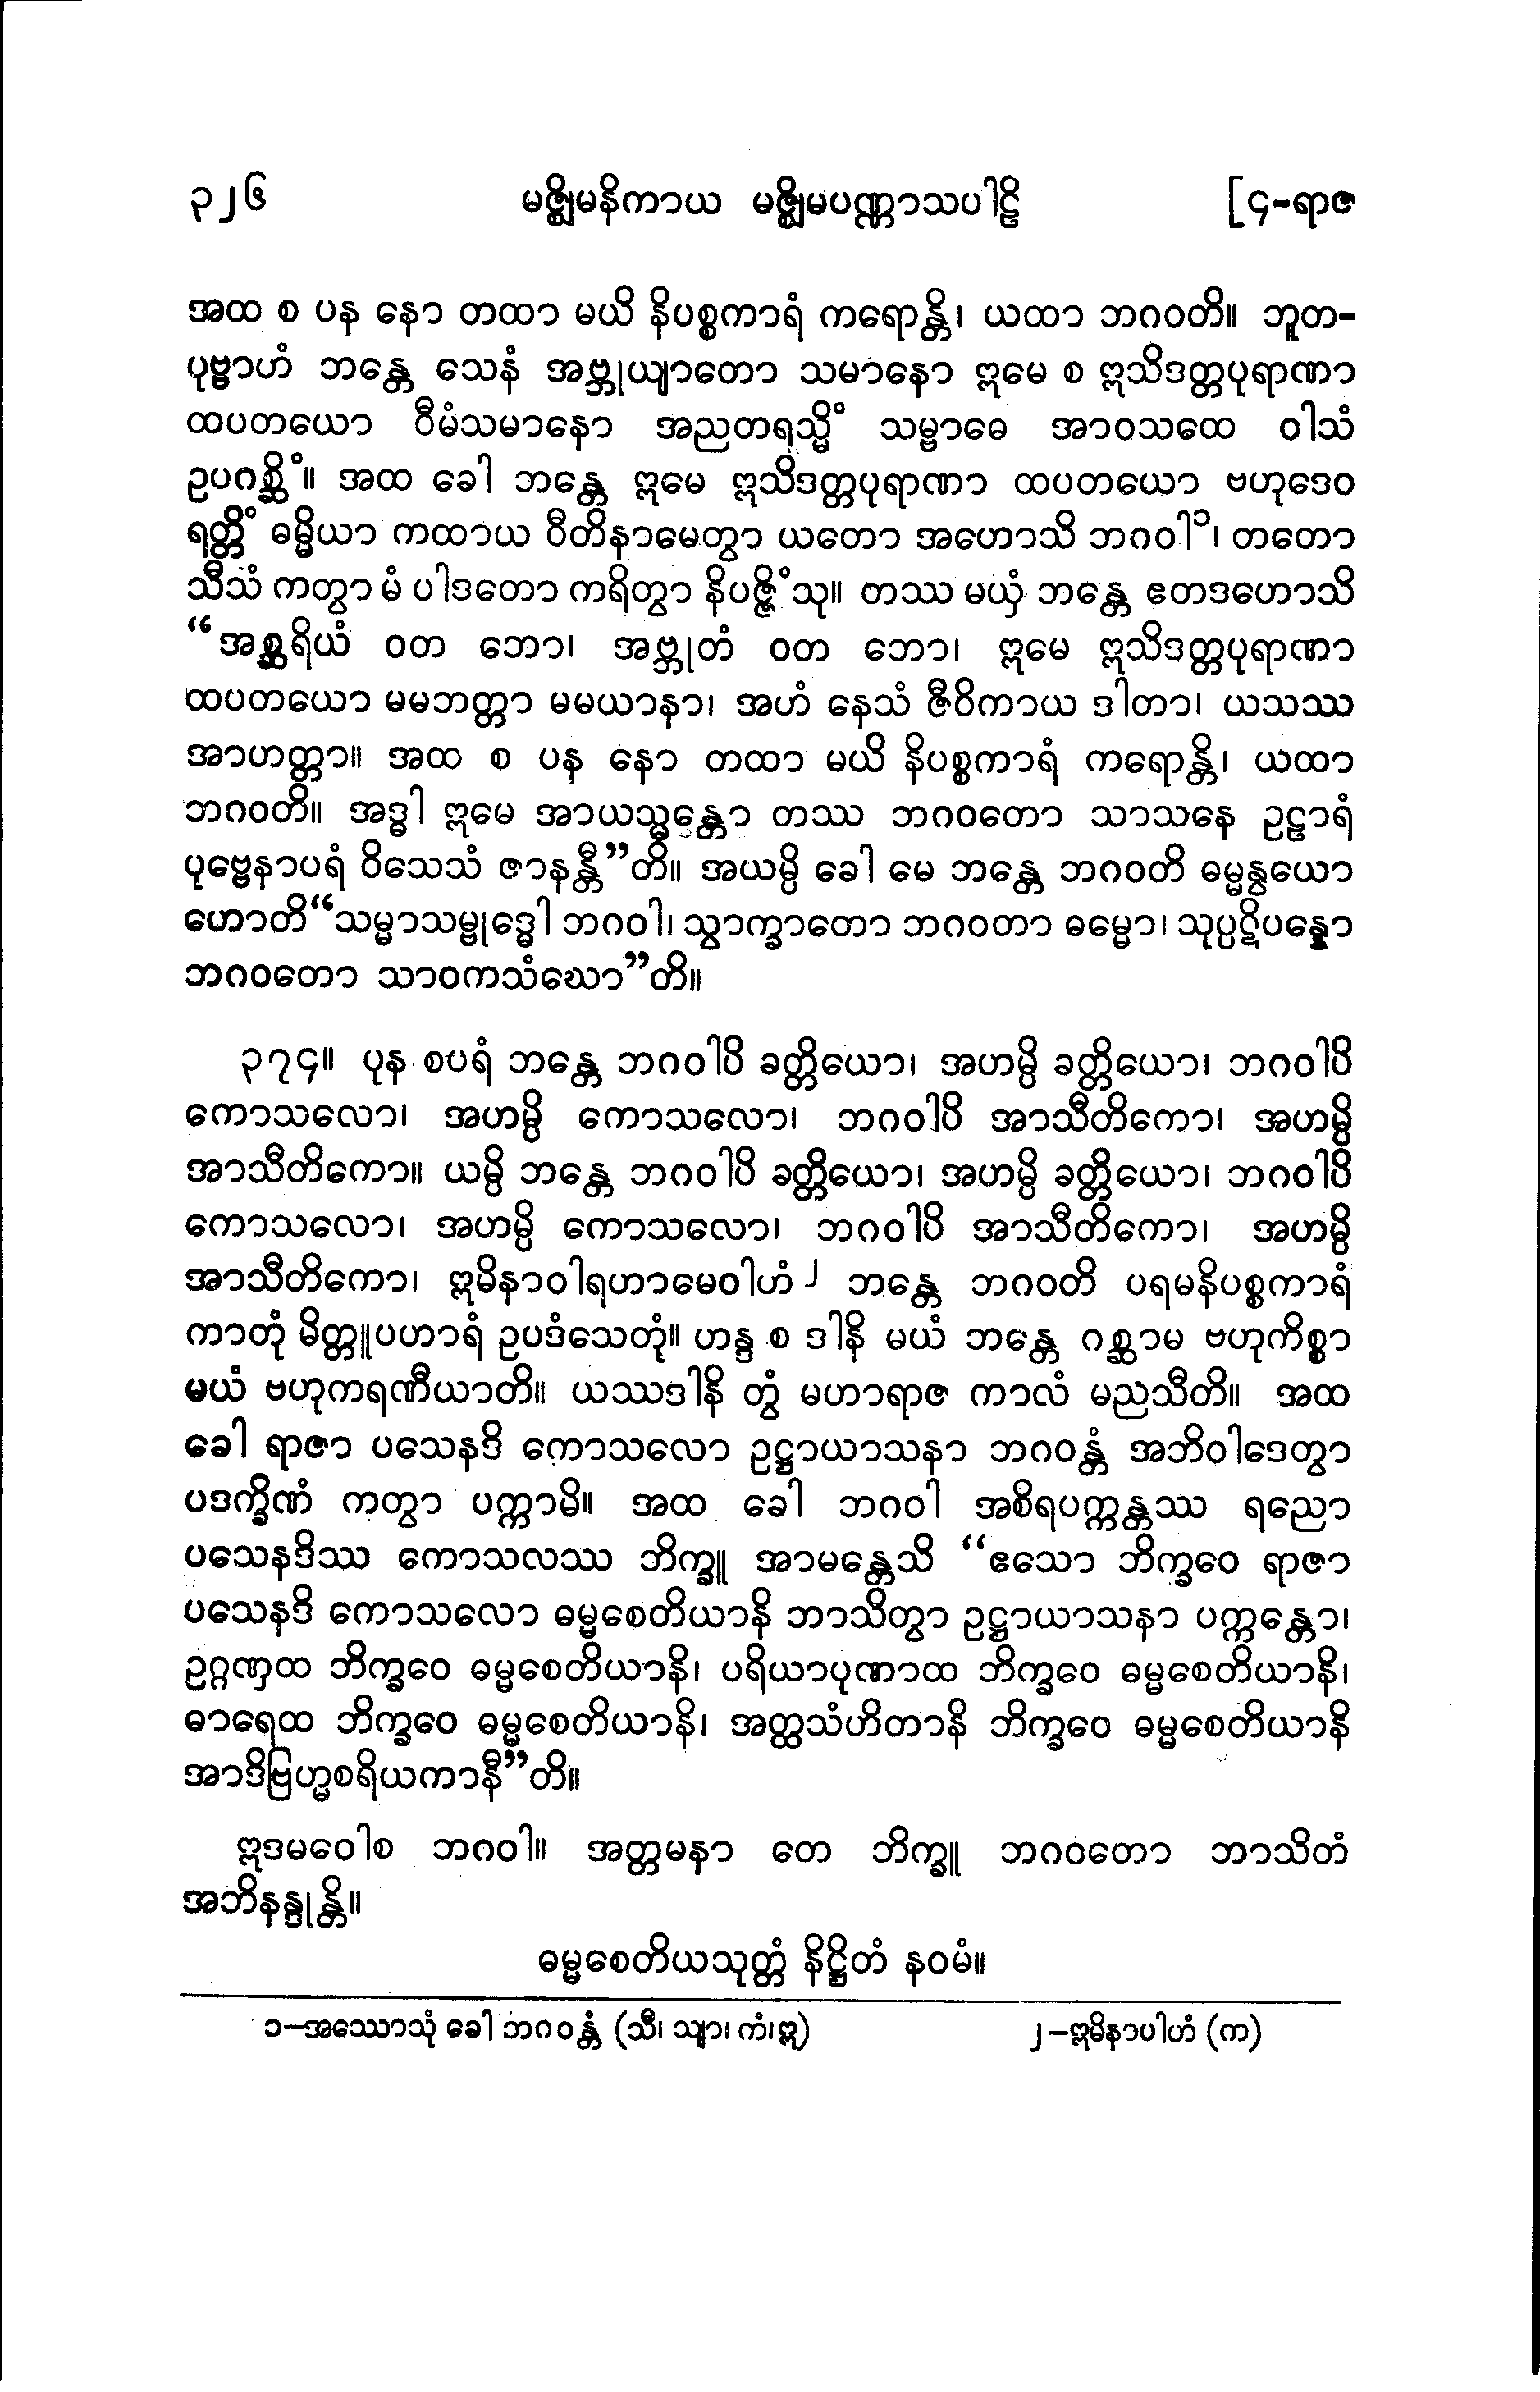 ၃၂၆ မဇ္ဈိမနိကာယ မဇ္ဈိမပဏ္ဏာသပါဠိ [၄-ရာဇ
အထ စ ပန နော တထာ မယိ နိပစ္စကာရံ ကရောန္တိ၊ ယထာ ဘဂဝတိ။ ဘူတ-
ပုဗ္ဗာဟံ ဘန္တေ သေနံ အဗ္ဘုယျာတော သမာနော ဣမေ စ ဣသိဒတ္တပုရာဏာ
ထပတယော ဝီမံသမာနော အညတရသ္မိံ သမ္ဗာဓေ အာဝသထေ ဝါသံ
ဥပဂစ္ဆိံ။ အထ ခေါ ဘန္တေ ဣမေ ဣသိဒတ္တပုရာဏာ ထပတယော ဗဟုဒေဝ
ရတ္တိံ ဓမ္မိယာ ကထာယ ဝီတိနာမေတွာ ယတော အဟောသိ ဘဂဝါ၁၊ တတော
သီသံ ကတွာ မံ ပါဒတော ကရိတွာ နိပဇ္ဇိံသု။ တဿ မယှံ ဘန္တေ ဧတဒဟောသိ
“အစ္ဆရိယံ ဝတ ဘော၊ အဗ္ဘုတံ ဝတ ဘော၊ ဣမေ ဣသိဒတ္တပုရာဏာ
ထပတယော မမဘတ္တာ မမယာနာ၊ အဟံ နေသံ ဇီဝိကာယ ဒါတာ၊ ယသဿ
အာဟတ္တာ။ အထ စ ပန နော တထာ မယိ နိပစ္စကာရံ ကရောန္တိ၊ ယထာ
ဘဂဝတိ။ အဒ္ဓါ ဣမေ အာယသ္မန္တော တဿ ဘဂဝတော သာသနေ ဥဠာရံ
ပုဗ္ဗေနာပရံ ဝိသေသံ ဇာနန္တီ”တိ။ အယမ္ပိ ခေါ မေ ဘန္တေ ဘဂဝတိ ဓမ္မန္ဝယော
ဟောတိ“သမ္မာသမ္ဗုဒ္ဓေါ ဘဂဝါ၊ သွာက္ခာတော ဘဂဝတာ ဓမ္မော၊ သုပ္ပဋိပန္နော
ဘဂဝတော သာဝကသံဃော”တိ။
၃၇၄။ ပုန စပရံ ဘန္တေ ဘဂဝါပိ ခတ္တိယော၊ အဟမ္ပိ ခတ္တိယော၊ ဘဂဝါပိ
ကောသလော၊ အဟမ္ပိ ကောသလော၊ ဘဂဝါပိ အာသီတိကော၊ အဟမ္ပိ
အာသီတိကော။ ယမ္ပိ ဘန္တေ ဘဂဝါပိ ခတ္တိယော၊ အဟမ္ပိ ခတ္တိယော၊ ဘဂဝါပိ
ကောသလော၊ အဟမ္ပိ ကောသလော၊ ဘဂဝါပိ အာသီတိကော၊ အဟမ္ပိ
အာသီတိကော၊ ဣမိနာဝါရဟာမေဝါဟံ၂ ဘန္တေ ဘဂဝတိ ပရမနိပစ္စကာရံ
ကာတုံ မိတ္တူပဟာရံ ဥပဒံသေတုံ။ ဟန္ဒ စ ဒါနိ မယံ ဘန္တေ ဂစ္ဆာမ ဗဟုကိစ္စာ
မယံ ဗဟုကရဏီယာတိ။ ယဿဒါနိ တွံ မဟာရာဇ ကာလံ မညသီတိ။ အထ
ခေါ ရာဇာ ပသေနဒိ ကောသလော ဥဋ္ဌာယာသနာ ဘဂဝန္တံ အဘိဝါဒေတွာ
ပဒက္ခိဏံ ကတွာ ပက္ကာမိ။ အထ ခေါ ဘဂဝါ အစိရပက္ကန္တဿ ရညော
ပသေနဒိဿ ကောသလဿ ဘိက္ခူ အာမန္တေသိ “ဧသော ဘိက္ခဝေ ရာဇာ
ပသေနဒိ ကောသလော ဓမ္မစေတိယာနိ ဘာသိတွာ ဥဋ္ဌာယာသနာ ပက္ကန္တော၊
ဥဂ္ဂဏှထ ဘိက္ခဝေ ဓမ္မစေတိယာနိ၊ ပရိယာပုဏာထ ဘိက္ခဝေ ဓမ္မစေတိယာနိ၊
ဓာရေထ ဘိက္ခဝေ ဓမ္မစေတိယာနိ၊ အတ္ထသံဟိတာနိ ဘိက္ခဝေ ဓမ္မစေတိယာနိ
အာဒိဗြဟ္မစရိယကာနီ”တိ။
ဣဒမဝေါစ ဘဂဝါ။ အတ္တမနာ တေ ဘိက္ခူ ဘဂဝတော ဘာသိတံ
အဘိနန္ဒုန္တိ။
ဓမ္မစေတိယသုတ္တံ နိဋ္ဌိတံ နဝမံ။
၁–အဿောသုံ ခေါ ဘဂဝန္တံ (သီ၊ သျာ၊ ကံ၊ဣ) ၂–ဣမိနာပါဟံ (က)